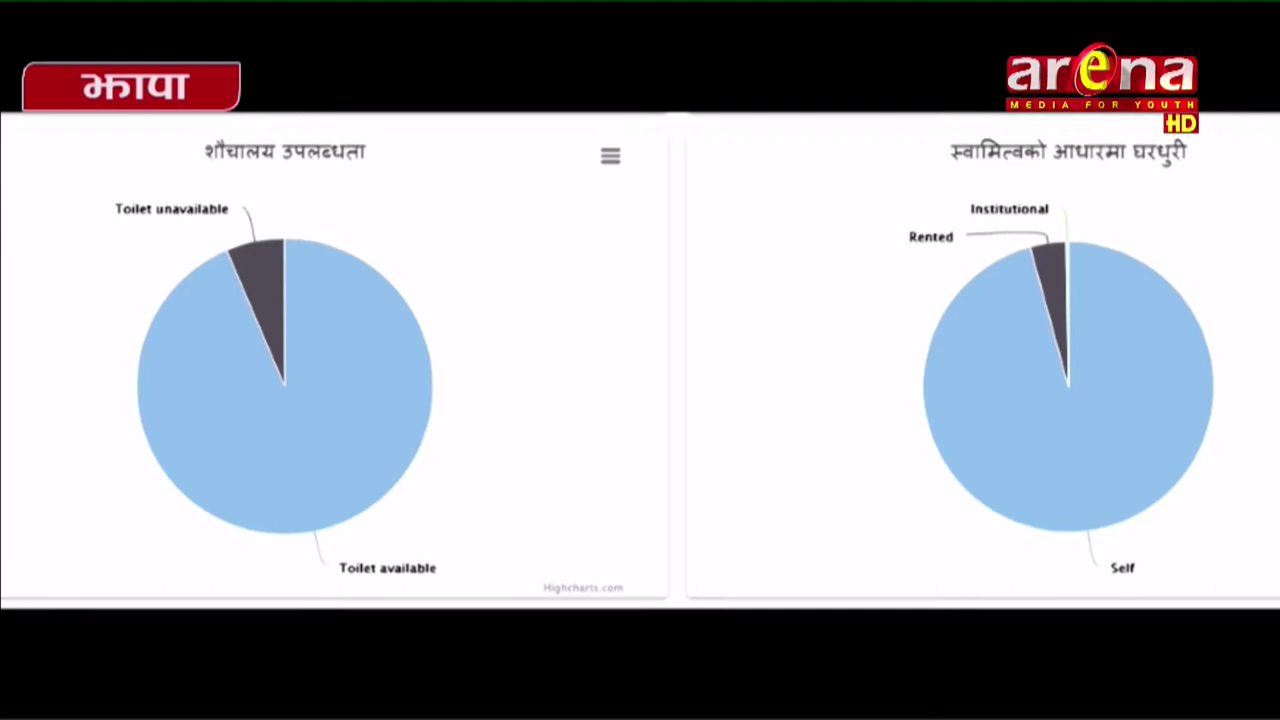 झापा
arena
MEDIA FOR YOUTH
HD
शौचालय उपलब्धता
Toilet unavailable
Toilet available
Highcharts.com
स्वामित्वको आधारमा घरधुरी
Institutional
Rented
Self